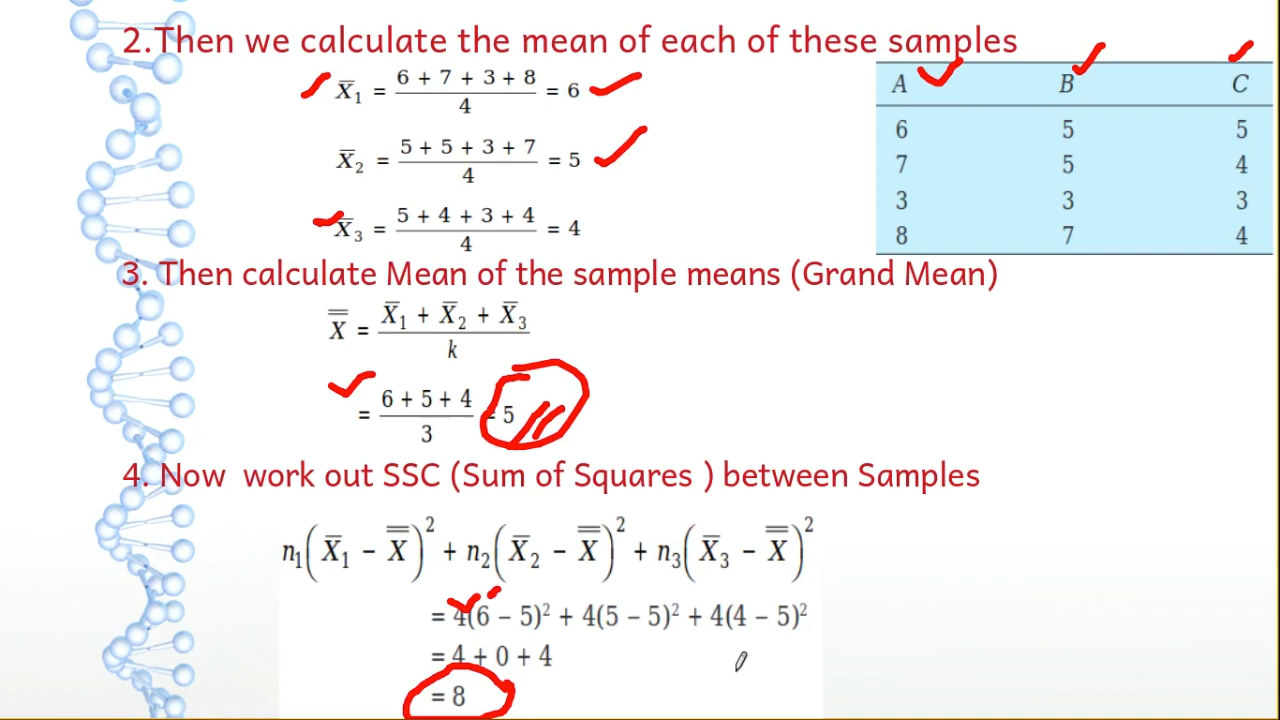 2.Then we calculate the mean of each of these samples
X̅₁ = (6 + 7 + 3 + 8)/4 = 6
X̅₂ = (5 + 5 + 3 + 7)/4 = 5
X̅₃ = (5 + 4 + 3 + 4)/4 = 4
A B C
6 5 5
7 5 4
3 3 3
8 7 4
3. Then calculate Mean of the sample means (Grand Mean)
X̿ = (X̅₁ + X̅₂ + X̅₃)/k
= (6 + 5 + 4)/3 = 5
4. Now work out SSC (Sum of Squares ) between Samples
n₁(X̅₁ − X̿)² + n₂(X̅₂ − X̿)² + n₃(X̅₃ − X̿)²
= 4(6 − 5)² + 4(5 − 5)² + 4(4 − 5)²
= 4 + 0 + 4
= 8